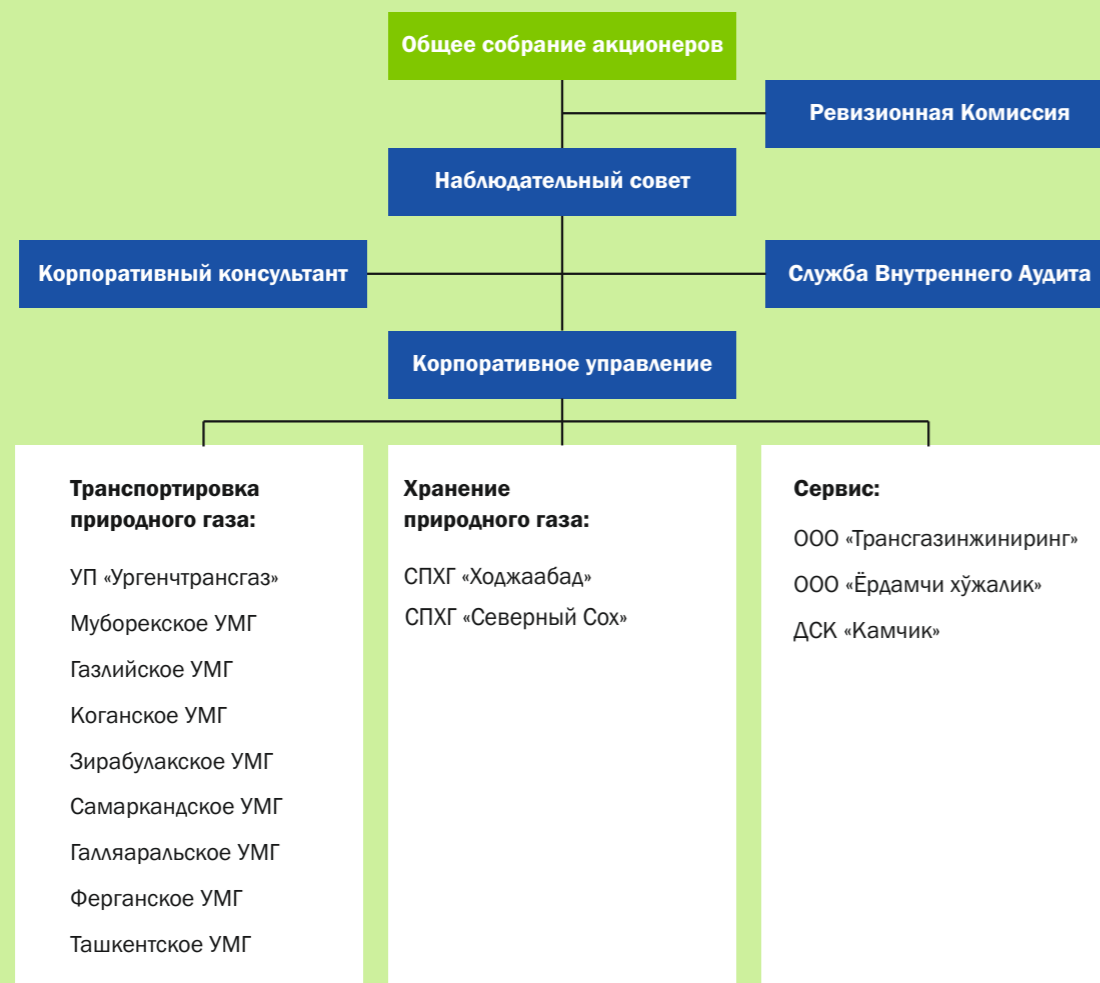 Общее собрание акционеров
Ревизионная Комиссия
Наблюдательный совет
Корпоративный консультант
Служба Внутреннего Аудита
Корпоративное управление
Транспортировка
природного газа:
УП «Ургенчтрансгаз»
Муборекское УМГ
Газлийское УМГ
Коганское УМГ
Зирабулакское УМГ
Самаркандское УМГ
Галляаральское УМГ
Ферганское УМГ
Ташкентское УМГ
Хранение
природного газа:
СПХГ «Ходжаабад»
СПХГ «Северный Сох»
Сервис:
ООО «Трансгазинжиниринг»
ООО «Ёрдамчи хўжалик»
ДСК «Камчик»